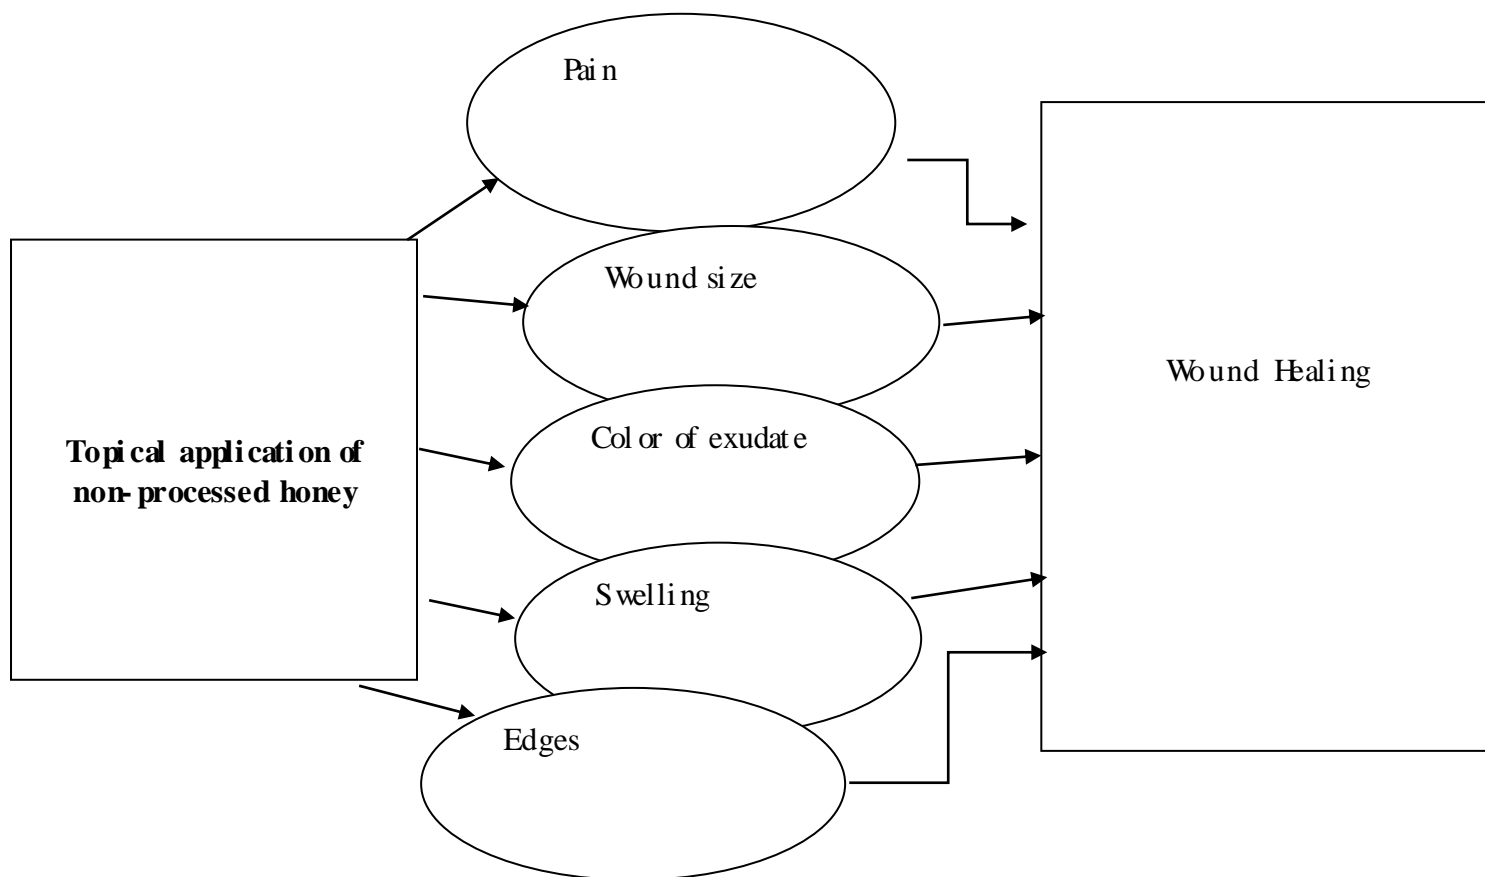 Pain
Wound size
Color of exudate
Swelling
Edges
Topical application of
non-processed honey
Wound Healing